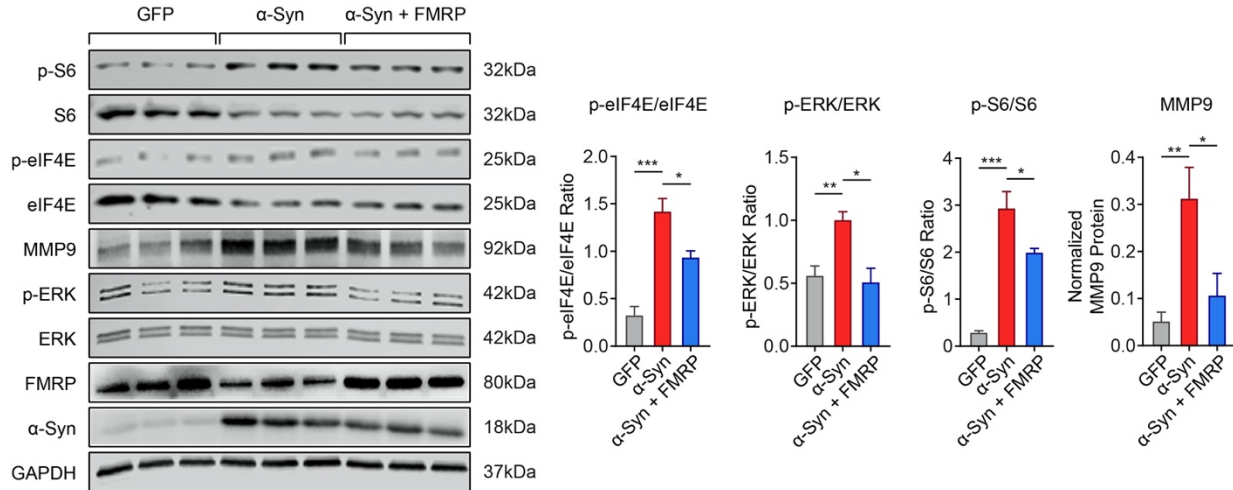 GFP α-Syn α-Syn + FMRP
p-S6 32kDa
S6 32kDa
p-eIF4E 25kDa
eIF4E 25kDa
MMP9 92kDa
p-ERK 42kDa
ERK 42kDa
FMRP 80kDa
α-Syn 18kDa
GAPDH 37kDa
p-eIF4E/eIF4E
p-eIF4E/eIF4E Ratio
2.0
1.5
1.0
0.5
0.0
***
*
GFP
α-Syn
α-Syn + FMRP
p-ERK/ERK
p-ERK/ERK Ratio
1.5
1.0
0.5
0.0
**
*
GFP
α-Syn
α-Syn + FMRP
p-S6/S6
p-S6/S6 Ratio
4
3
2
1
0
***
*
GFP
α-Syn
α-Syn + FMRP
MMP9
Normalized
MMP9 Protein
0.4
0.3
0.2
0.1
0.0
**
*
GFP
α-Syn
α-Syn + FMRP